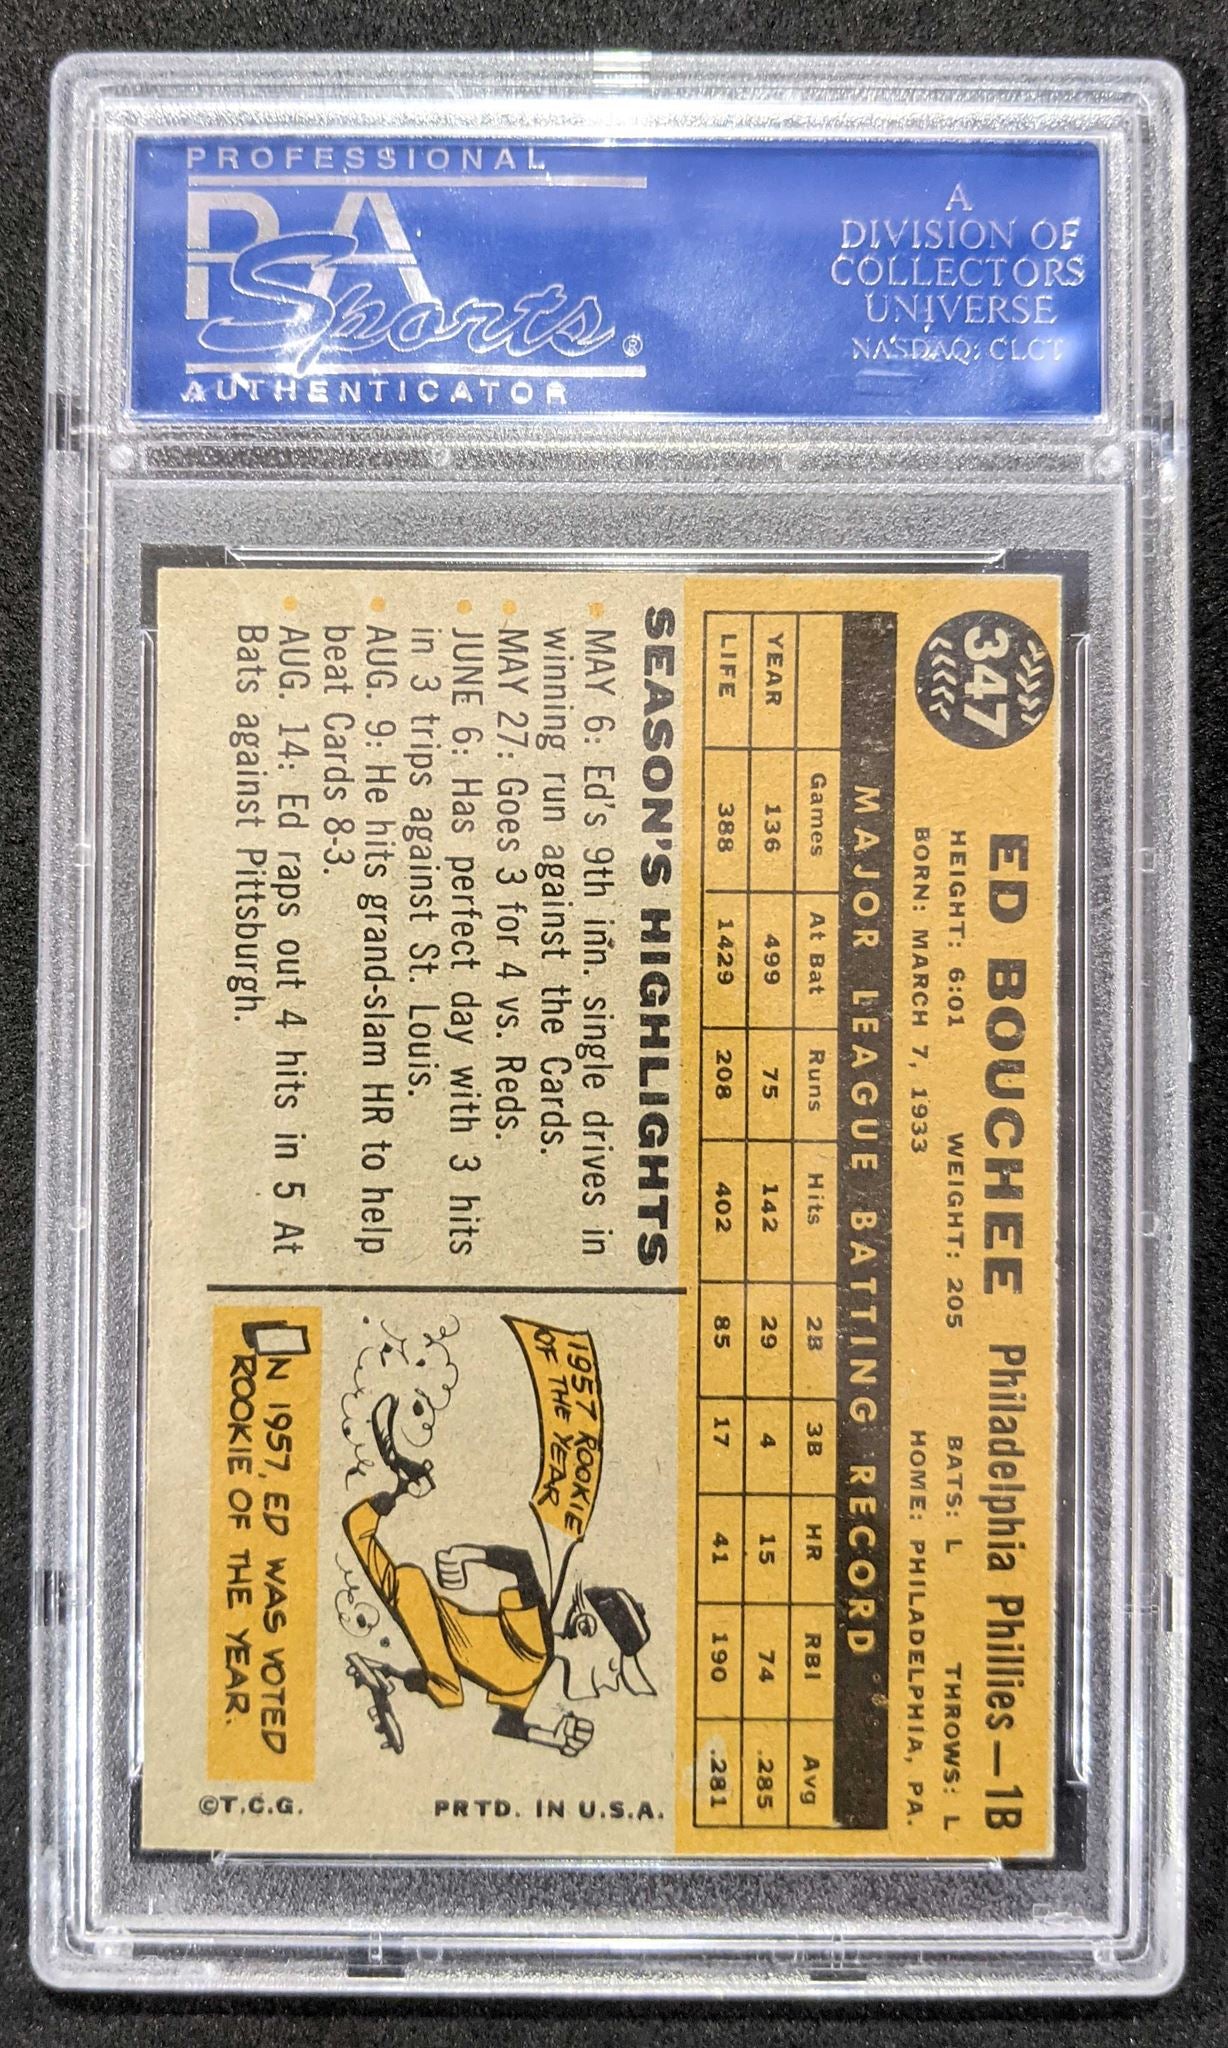 PROFESSIONAL
PSA
Sports®
AUTHENTICATOR
A
DIVISION OF
COLLECTORS
UNIVERSE
NASDAQ: CLCT
347
ED BOUCHEE Philadelphia Phillies—1B
HEIGHT: 6:01 WEIGHT: 205 BATS: L THROWS: L
BORN: MARCH 7, 1933 HOME: PHILADELPHIA, PA.
MAJOR LEAGUE BATTING RECORD
Games At Bat Runs Hits 2B 3B HR RBI Avg
YEAR 136 499 75 142 29 4 15 74 .285
LIFE 388 1429 208 402 85 17 41 190 .281
SEASON'S HIGHLIGHTS
• MAY 6: Ed's 9th inn. single drives in
winning run against the Cards.
• MAY 27: Goes 3 for 4 vs. Reds.
• JUNE 6: Has perfect day with 3 hits
in 3 trips against St. Louis.
• AUG. 9: He hits grand-slam HR to help
beat Cards 8-3.
• AUG. 14: Ed raps out 4 hits in 5 At
Bats against Pittsburgh.
1957 ROOKIE
OF THE YEAR
IN 1957, ED WAS VOTED
ROOKIE OF THE YEAR.
PRTD. IN U.S.A.
©T.C.G.